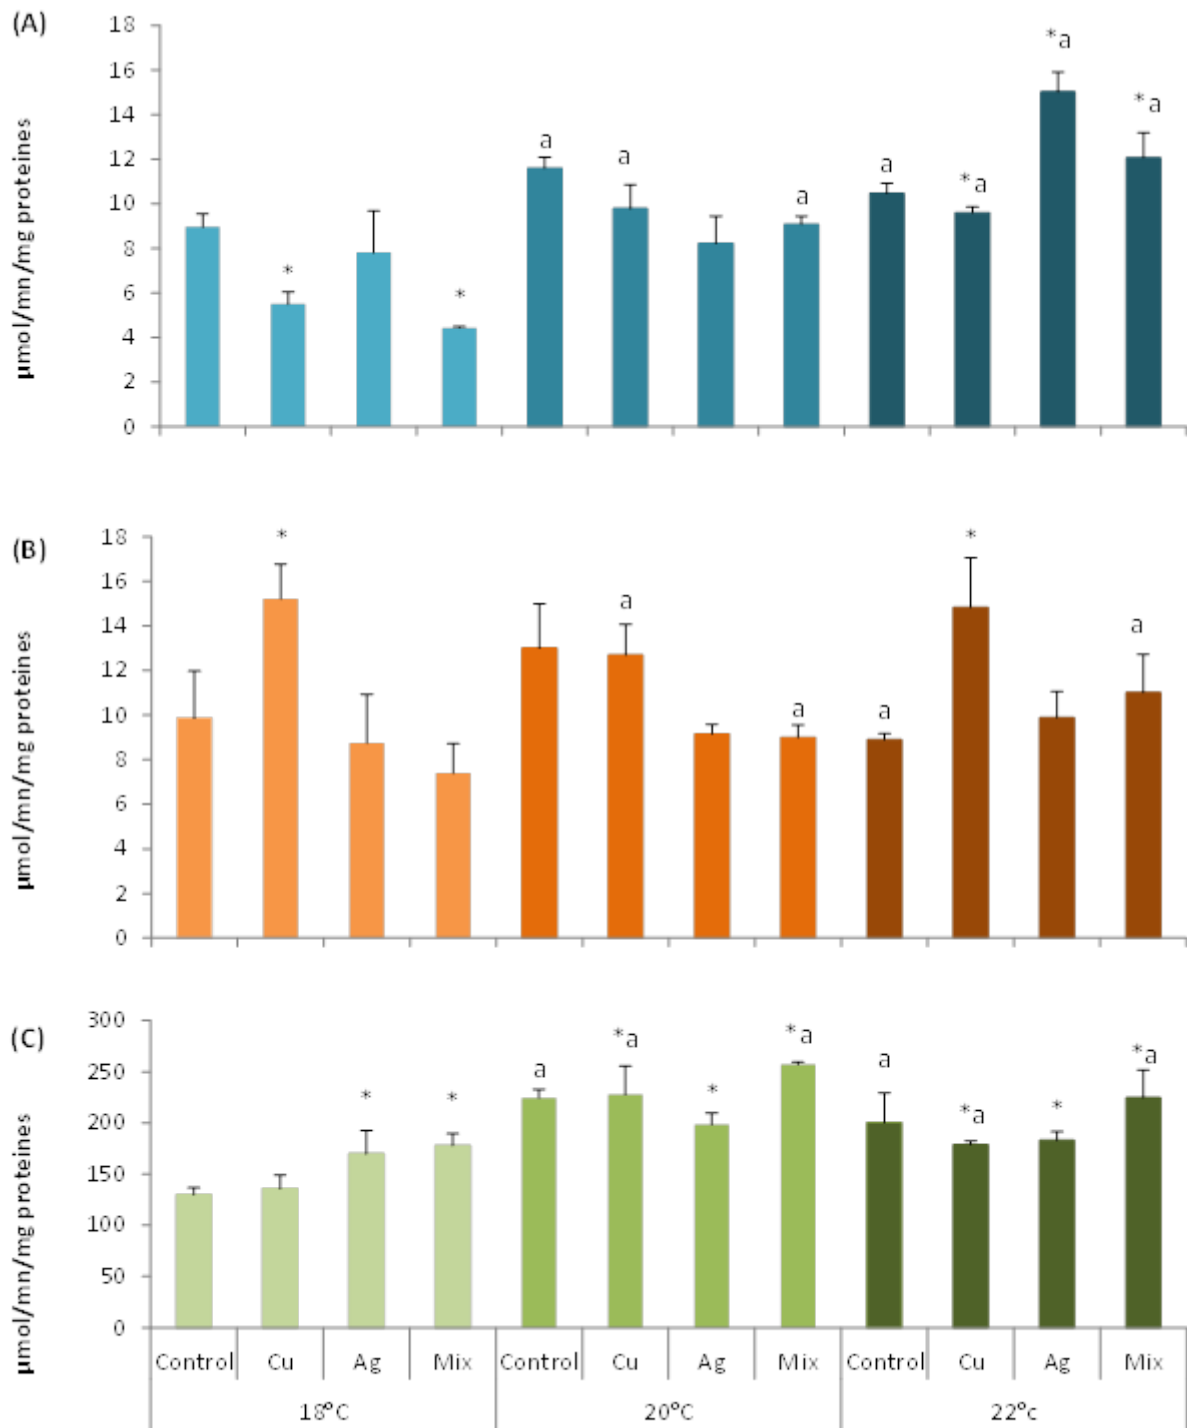 (A)
µmol/mn/mg proteines
18
16
14
12
10
8
6
4
2
0
*
*
a
a
a
a
*a
*a
*a
(B)
µmol/mn/mg proteines
18
16
14
12
10
8
6
4
2
0
*
a
a
a
*
a
(C)
µmol/mn/mg proteines
300
250
200
150
100
50
0
*
*
a
*a
*
*a
a
*a
*
*a
Control Cu Ag Mix Control Cu Ag Mix Control Cu Ag Mix
18°C 20°C 22°c